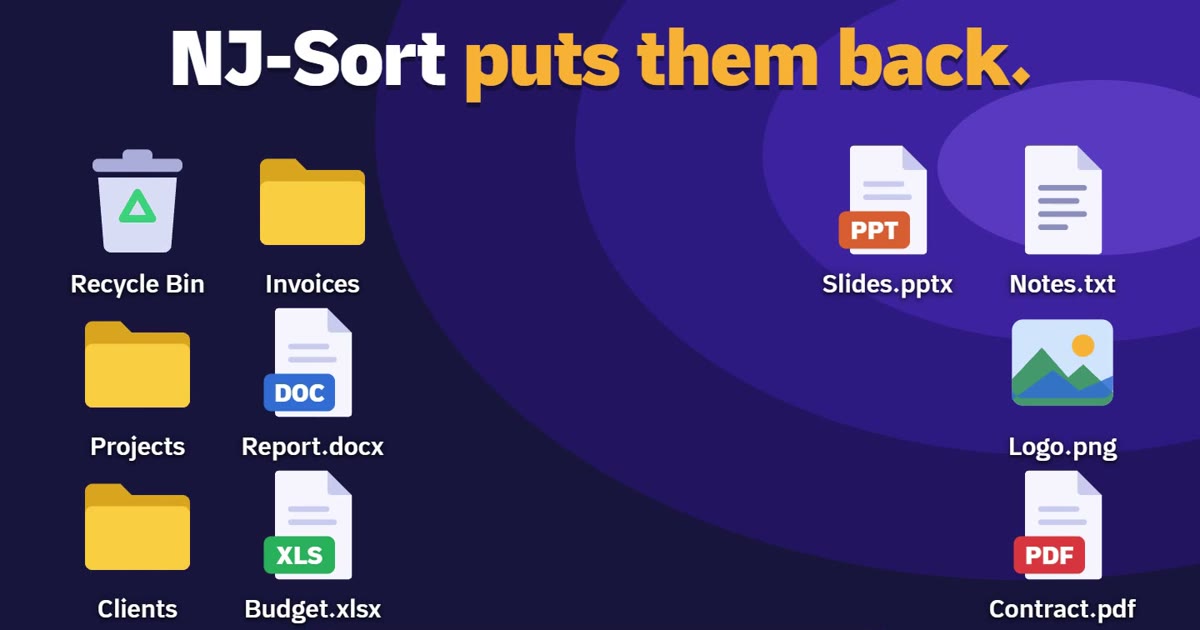 NJ-Sort puts them back.
Recycle Bin
Invoices
PPT
Slides.pptx
Notes.txt
Projects
DOC
Report.docx
Logo.png
Clients
XLS
Budget.xlsx
PDF
Contract.pdf